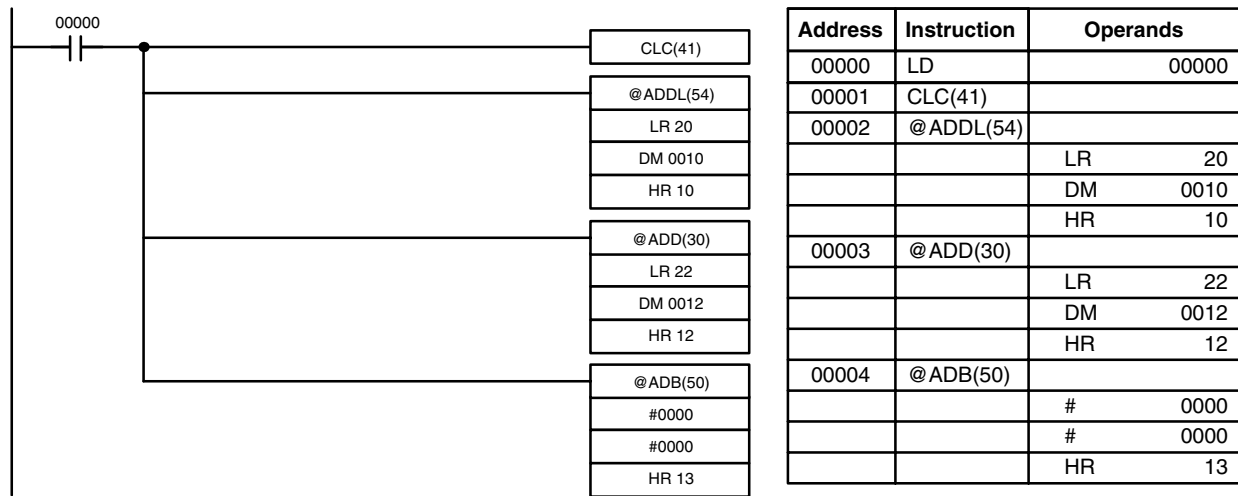 00000
CLC(41)
@ADDL(54)
LR 20
DM 0010
HR 10
@ADD(30)
LR 22
DM 0012
HR 12
@ADB(50)
#0000
#0000
HR 13
Address Instruction Operands
00000 LD 00000
00001 CLC(41)
00002 @ADDL(54)
LR 20
DM 0010
HR 10
00003 @ADD(30)
LR 22
DM 0012
HR 12
00004 @ADB(50)
# 0000
# 0000
HR 13